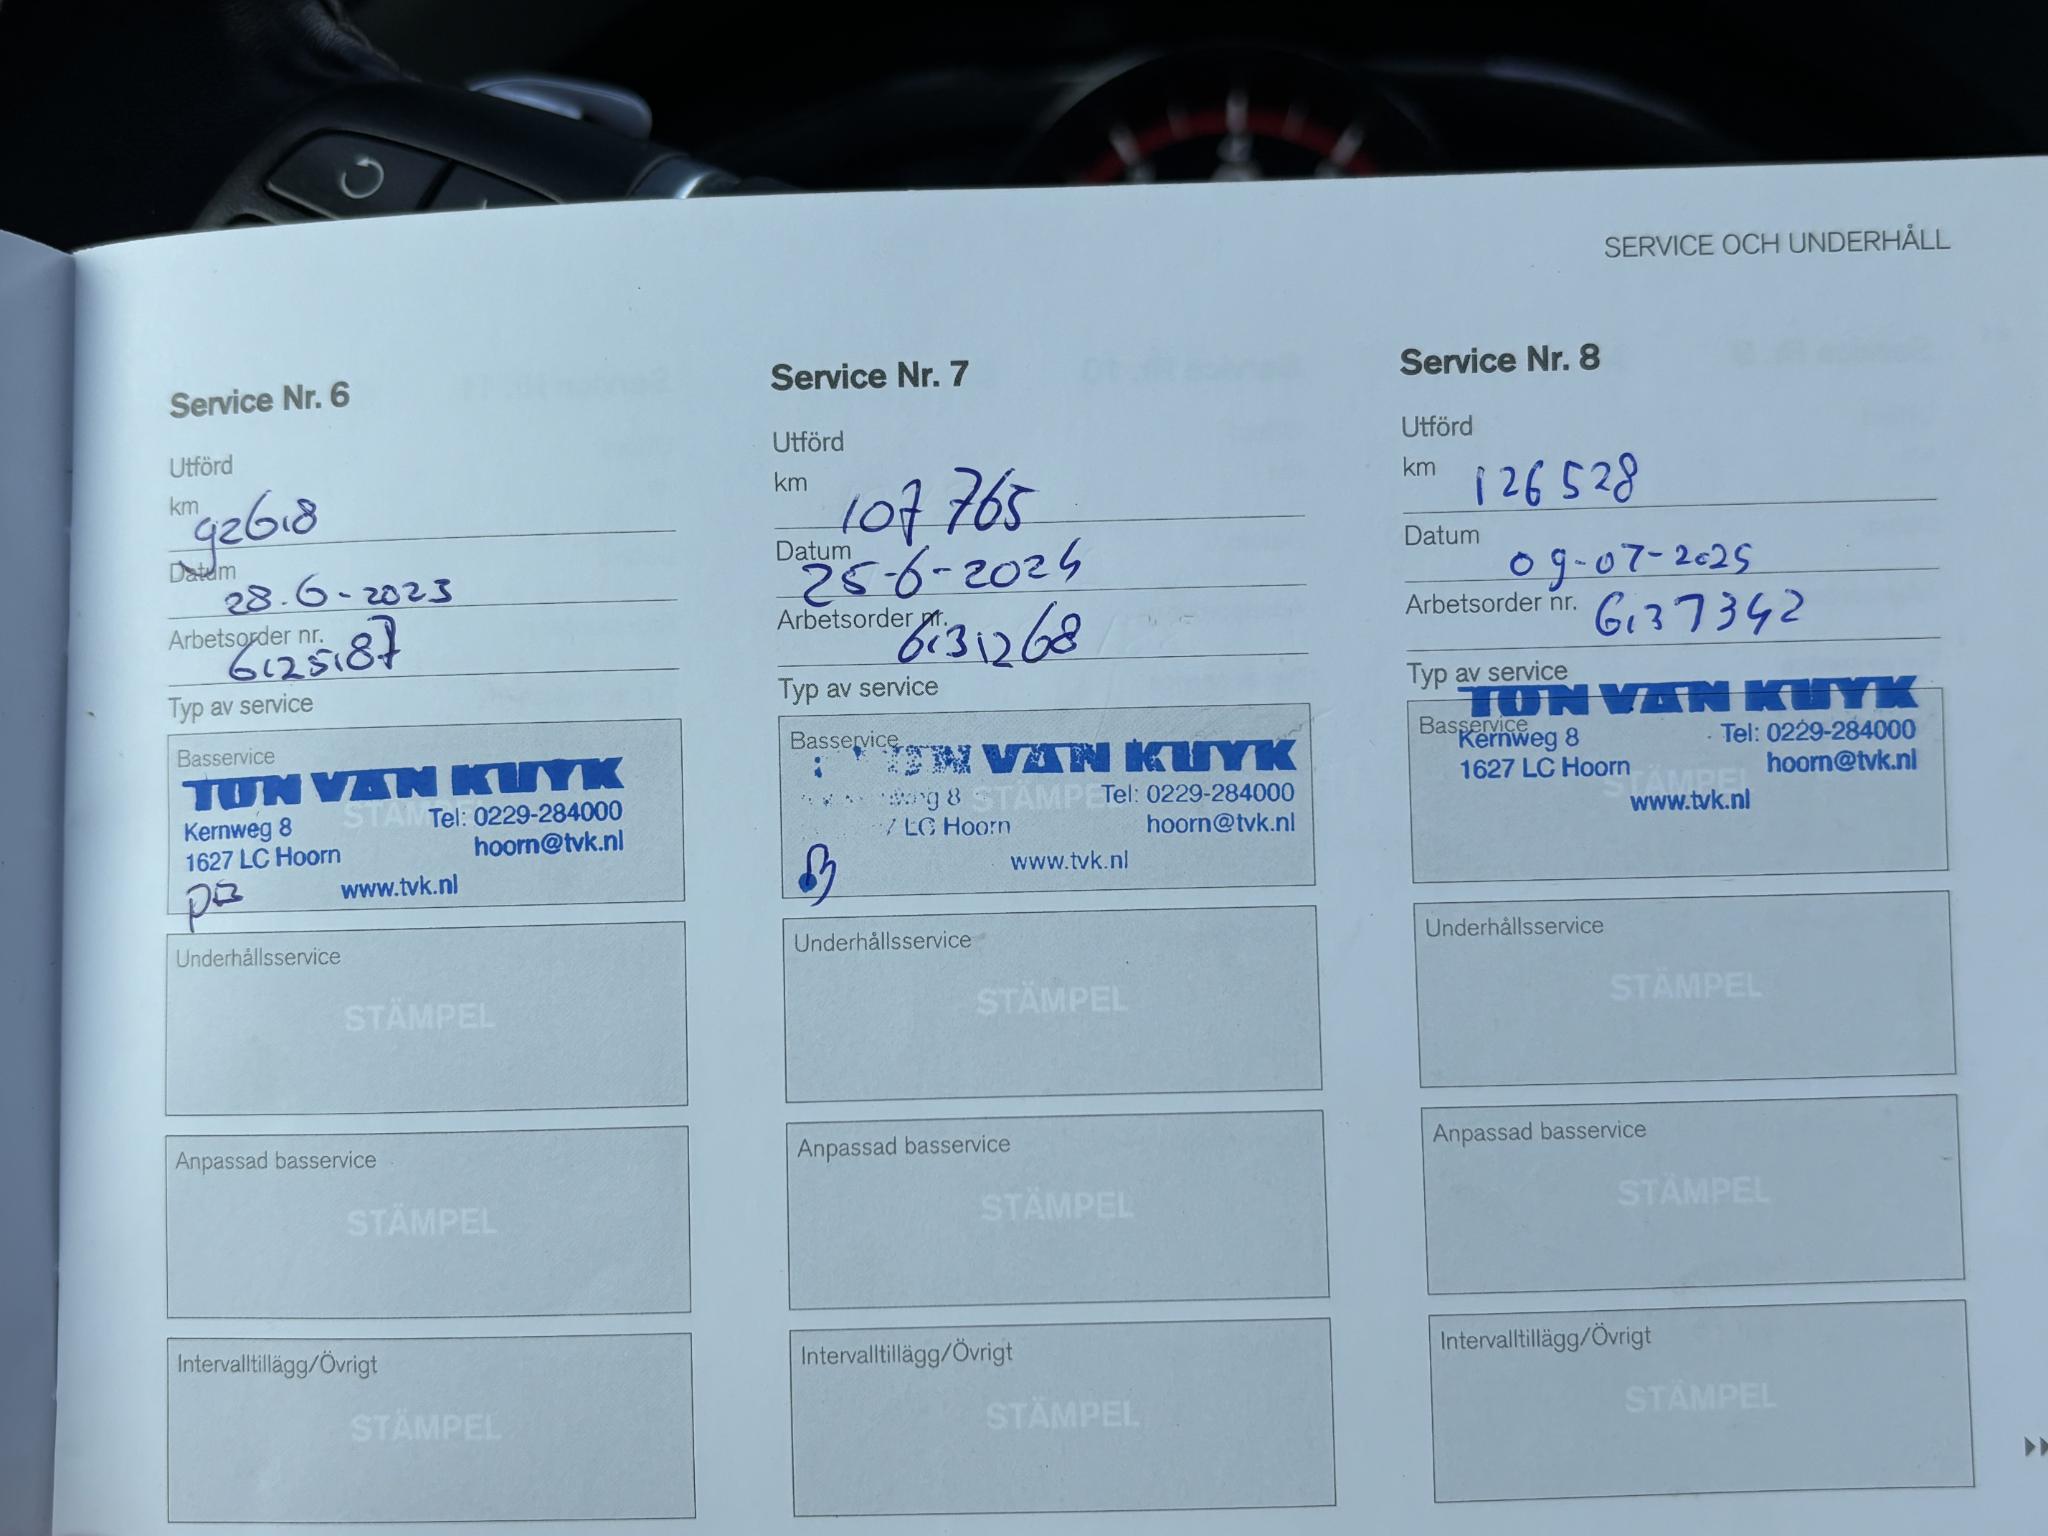 SERVICE OCH UNDERHÅLL
Service Nr. 6
Utförd
km 92618
Datum 28.6-2023
Arbetsorder nr. 6125187
Typ av service
Basservice
TON VAN KUYK
Kernweg 8 Tel: 0229-284000
1627 LC Hoorn hoorn@tvk.nl
www.tvk.nl
STÄMPEL
Underhållsservice
STÄMPEL
Anpassad basservice
STÄMPEL
Intervalltillägg/Övrigt
STÄMPEL
Service Nr. 7
Utförd
km 107765
Datum 25-6-2024
Arbetsorder nr. 6131268
Typ av service
Basservice
VAN KUYK
8 Tel: 0229-284000
LC Hoorn hoorn@tvk.nl
www.tvk.nl
STÄMPEL
Underhållsservice
STÄMPEL
Anpassad basservice
STÄMPEL
Intervalltillägg/Övrigt
STÄMPEL
Service Nr. 8
Utförd
km 126528
Datum 09-07-2025
Arbetsorder nr. 6137342
Typ av service
Basservice
TON VAN KUYK
Kernweg 8 Tel: 0229-284000
1627 LC Hoorn hoorn@tvk.nl
www.tvk.nl
STÄMPEL
Underhållsservice
STÄMPEL
Anpassad basservice
STÄMPEL
Intervalltillägg/Övrigt
STÄMPEL